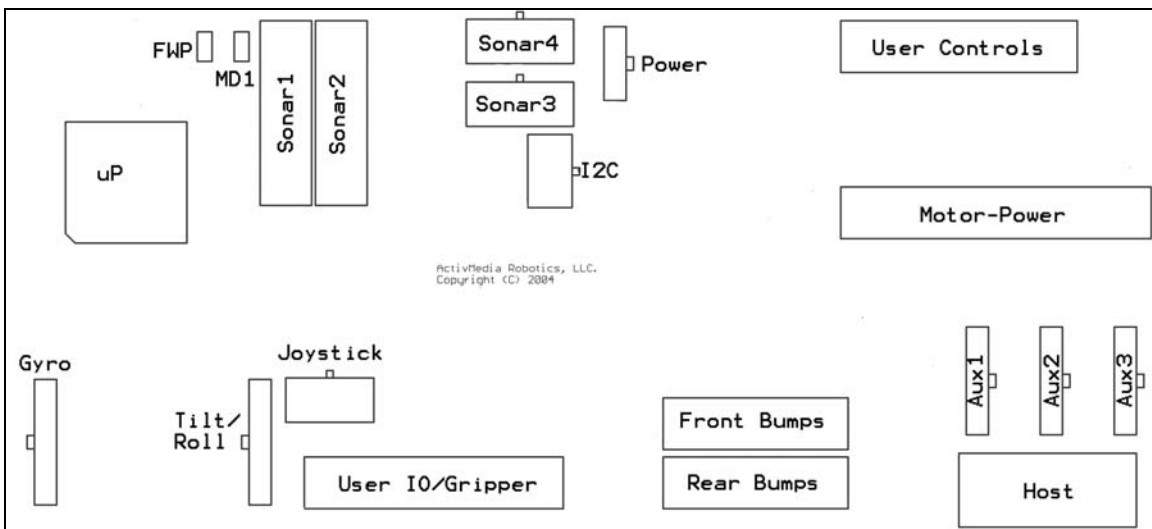 FWP
MD1
Sonar1
Sonar2
Sonar4
Sonar3
Power
I2C
User Controls
uP
Motor-Power
ActivMedia Robotics, LLC.
Copyright (C) 2004
Gyro
Tilt/
Roll
Joystick
User IO/Gripper
Front Bumps
Rear Bumps
Aux1
Aux2
Aux3
Host